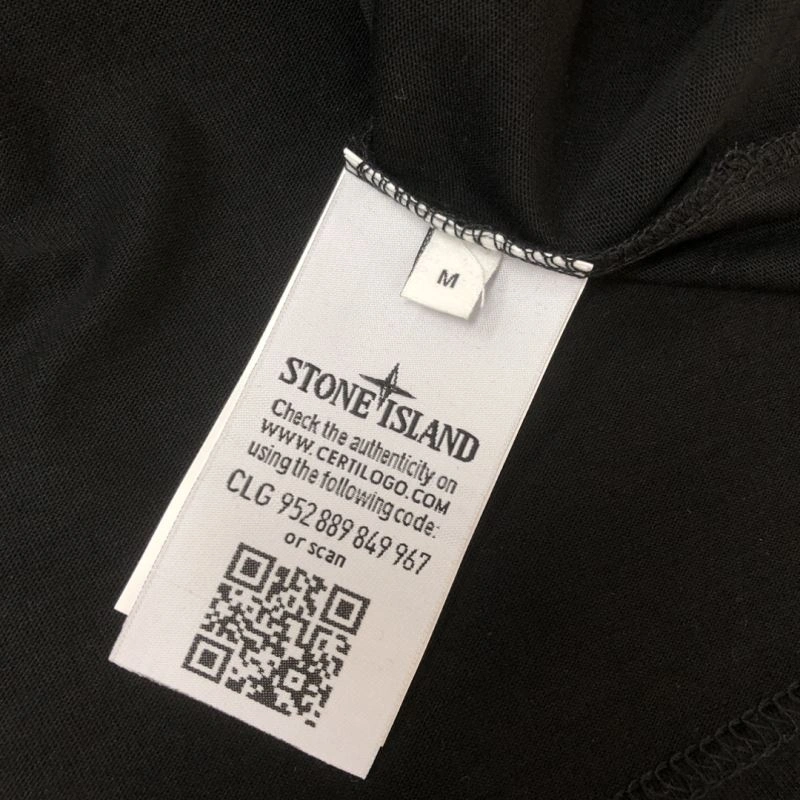 M
STONE ISLAND
Check the authenticity on
WWW.CERTILOGO.COM
using the following code:
CLG 952 889 849 967
or scan